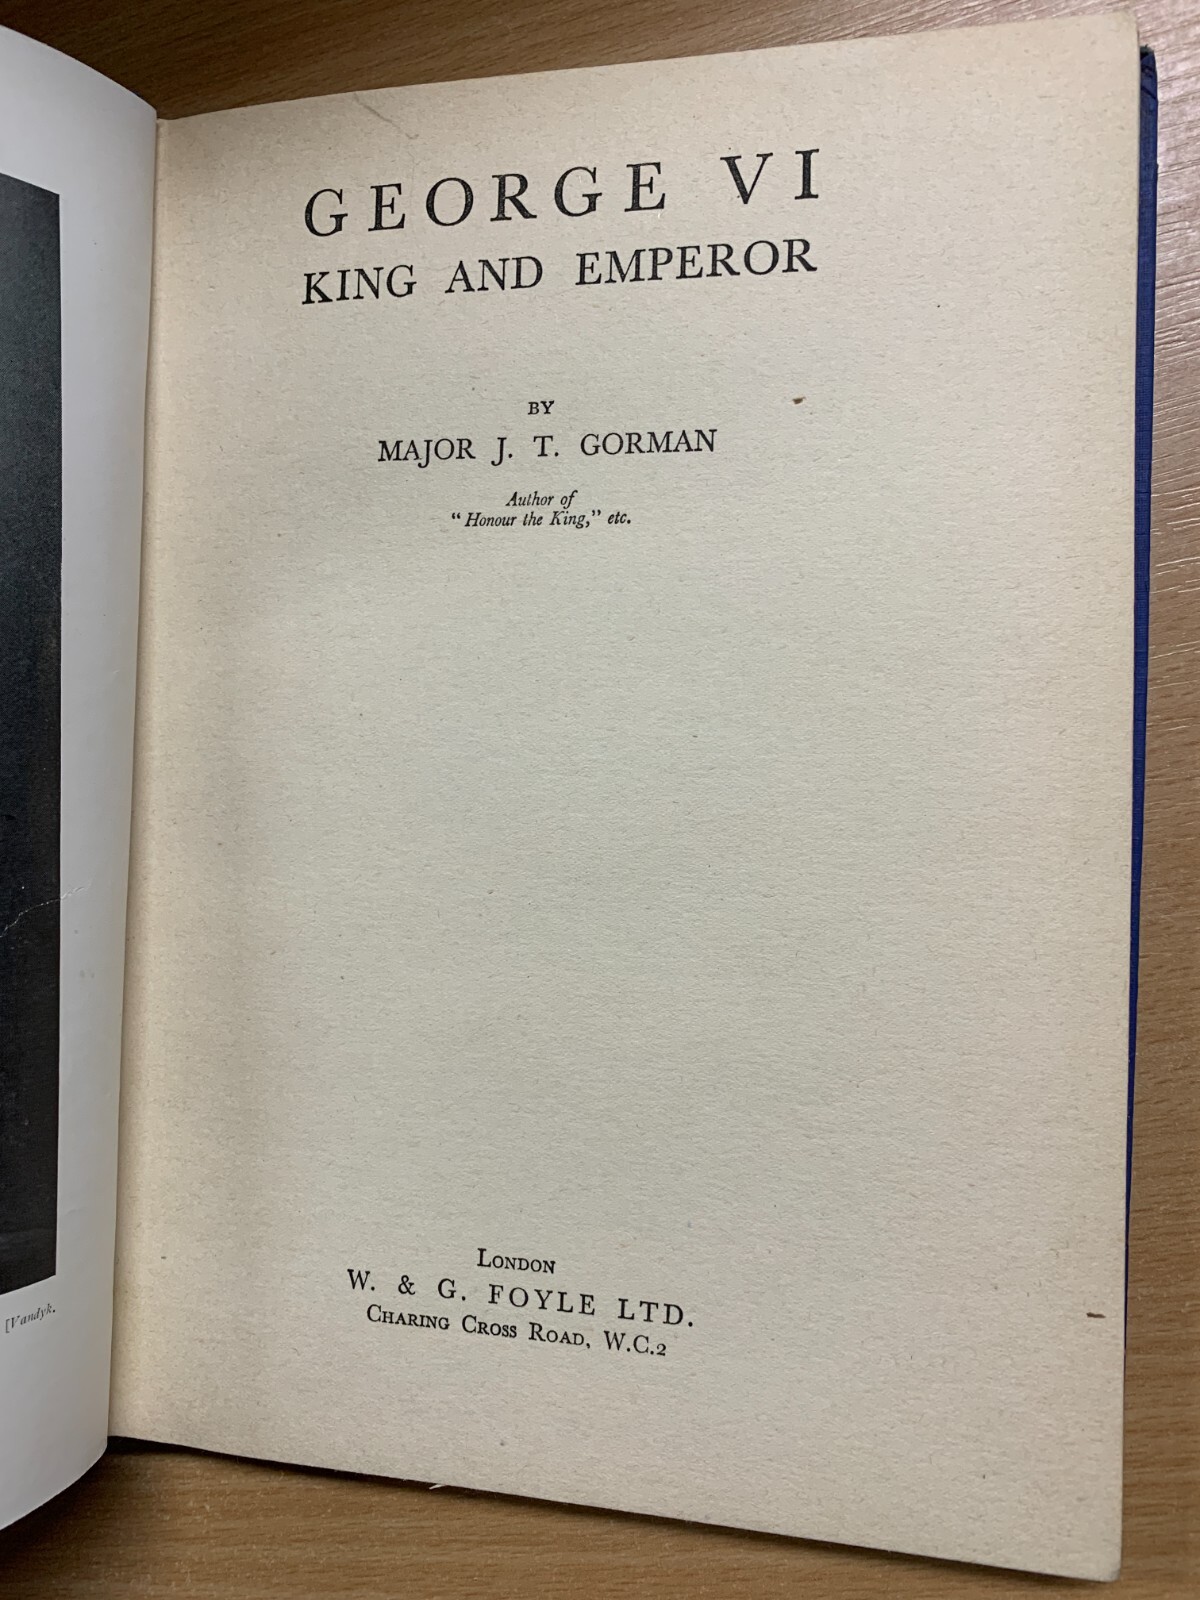 GEORGE VI
KING AND EMPEROR
BY
MAJOR J. T. GORMAN
Author of
“Honour the King,” etc.
LONDON
W. & G. FOYLE LTD.
CHARING CROSS ROAD, W.C.2
[Vandyk.